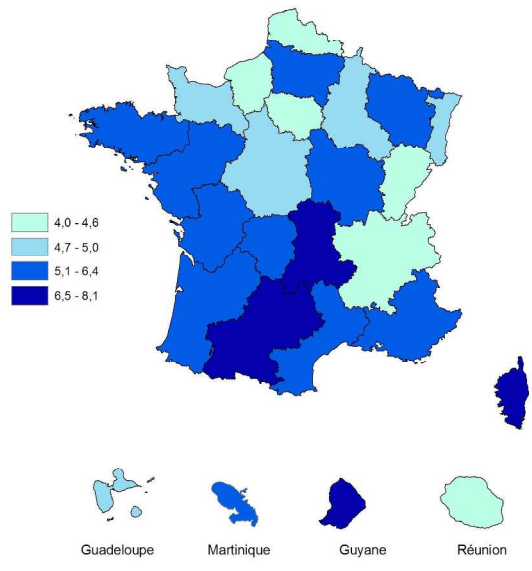 4,0 - 4,6
4,7 - 5,0
5,1 - 6,4
6,5 - 8,1
Guadeloupe Martinique Guyane Réunion